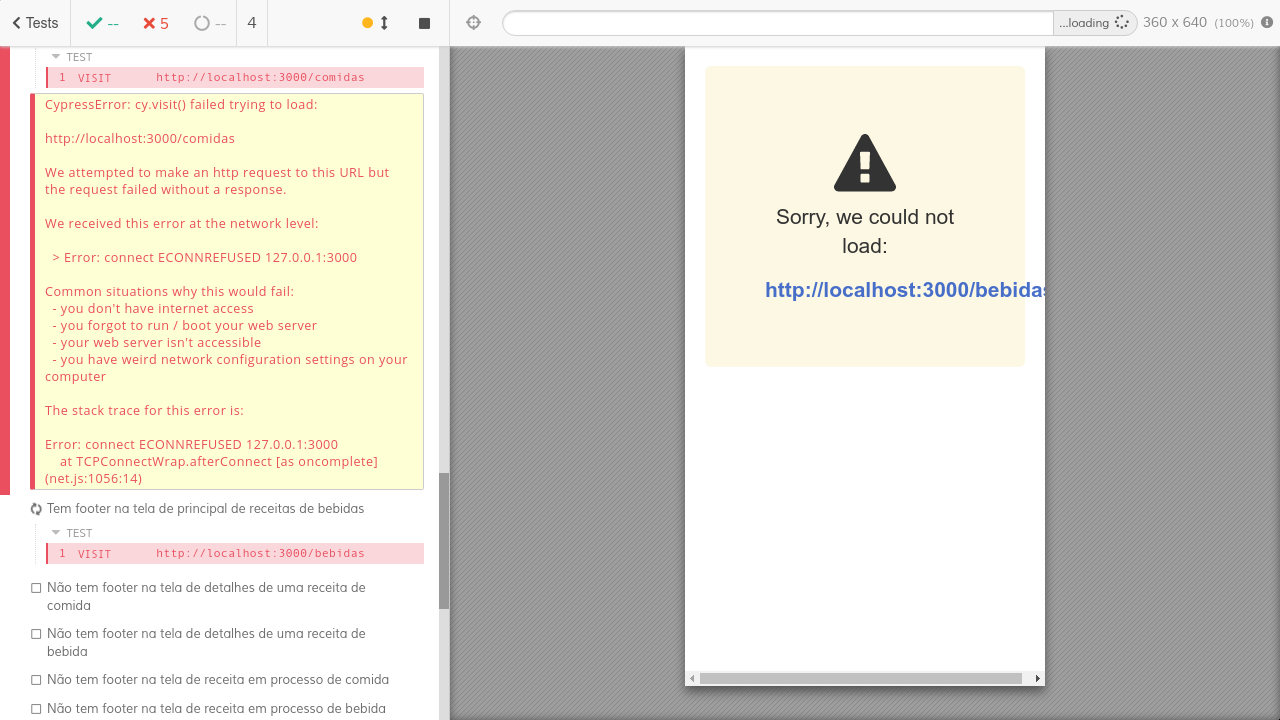 Tests
--
5
--
4
...loading
360 x 640 (100%)
TEST
1 VISIT http://localhost:3000/comidas
CypressError: cy.visit() failed trying to load:
http://localhost:3000/comidas
We attempted to make an http request to this URL but
the request failed without a response.
We received this error at the network level:
> Error: connect ECONNREFUSED 127.0.0.1:3000
Common situations why this would fail:
- you don't have internet access
- you forgot to run / boot your web server
- your web server isn't accessible
- you have weird network configuration settings on your
computer
The stack trace for this error is:
Error: connect ECONNREFUSED 127.0.0.1:3000
at TCPConnectWrap.afterConnect [as oncomplete]
(net.js:1056:14)
Tem footer na tela de principal de receitas de bebidas
TEST
1 VISIT http://localhost:3000/bebidas
Não tem footer na tela de detalhes de uma receita de
comida
Não tem footer na tela de detalhes de uma receita de
bebida
Não tem footer na tela de receita em processo de comida
Não tem footer na tela de receita em processo de bebida
Sorry, we could not
load:
http://localhost:3000/bebidas